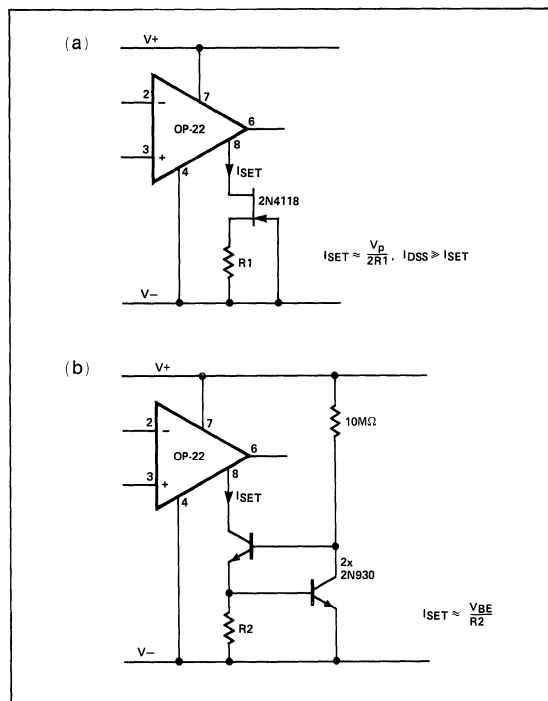 (a)
V+
2
7
OP-22
6
8
3
4
ISET
2N4118
R1
ISET ≈ Vp/2R1, IDSS ⩾ ISET
V−
(b)
V+
10MΩ
2
7
OP-22
6
8
3
4
ISET
2x
2N930
R2
ISET ≈ VBE/R2
V−